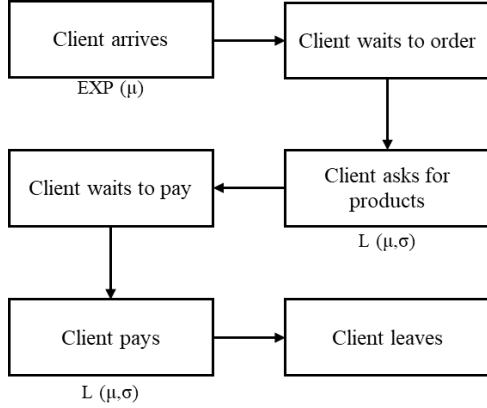 Client arrives
EXP (μ)
Client waits to order
Client asks for
products
L (μ,σ)
Client waits to pay
Client pays
L (μ,σ)
Client leaves